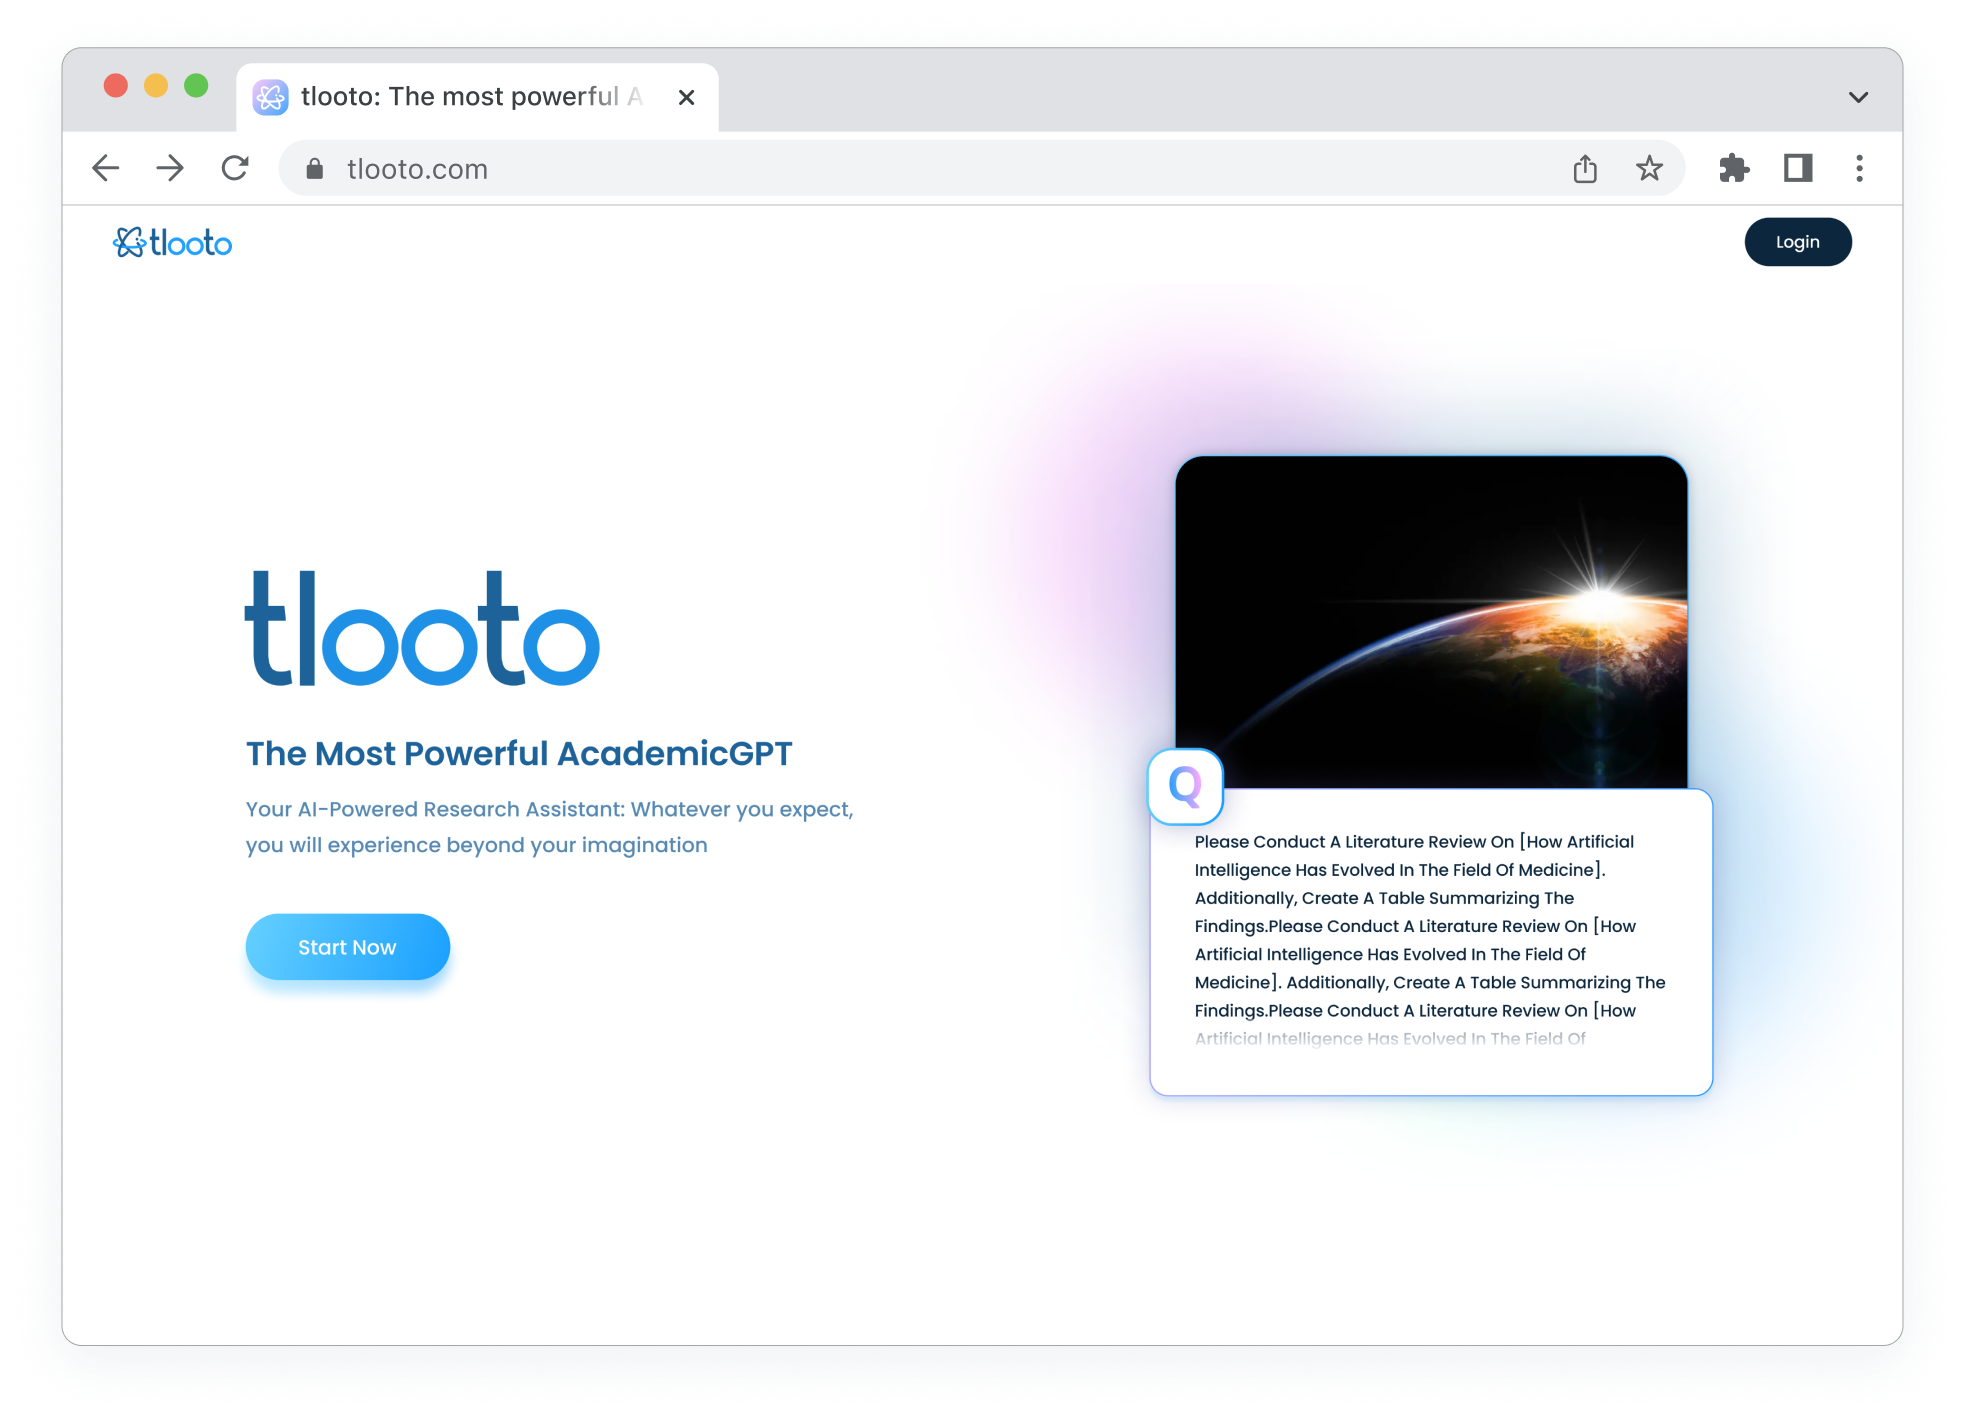 tlooto: The most powerful A
tlooto.com
tlooto
Login
tlooto
The Most Powerful AcademicGPT
Your AI-Powered Research Assistant: Whatever you expect,
you will experience beyond your imagination
Start Now
Q
Please Conduct A Literature Review On [How Artificial
Intelligence Has Evolved In The Field Of Medicine].
Additionally, Create A Table Summarizing The
Findings.Please Conduct A Literature Review On [How
Artificial Intelligence Has Evolved In The Field Of
Medicine]. Additionally, Create A Table Summarizing The
Findings.Please Conduct A Literature Review On [How
Artificial Intelligence Has Evolved In The Field Of